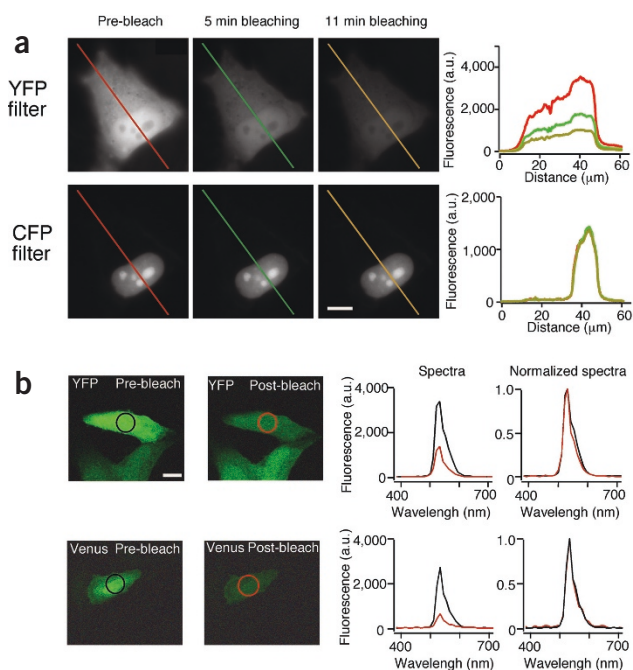 Pre-bleach 5 min bleaching 11 min bleaching
a
YFP
filter
Fluorescence (a.u.)
4,000
2,000
0
0 20 40 60
Distance (μm)
CFP
filter
Fluorescence (a.u.)
2,000
1,000
0
0 20 40 60
Distance (μm)
b
YFP Pre-bleach
YFP Post-bleach
Spectra
Fluorescence (a.u.)
4,000
2,000
0
400 700
Wavelengh (nm)
Normalized spectra
1.0
0.5
0
400 700
Wavelengh (nm)
Venus Pre-bleach
Venus Post-bleach
Fluorescence (a.u.)
4,000
2,000
0
400 700
Wavelengh (nm)
1.0
0.5
0
400 700
Wavelengh (nm)